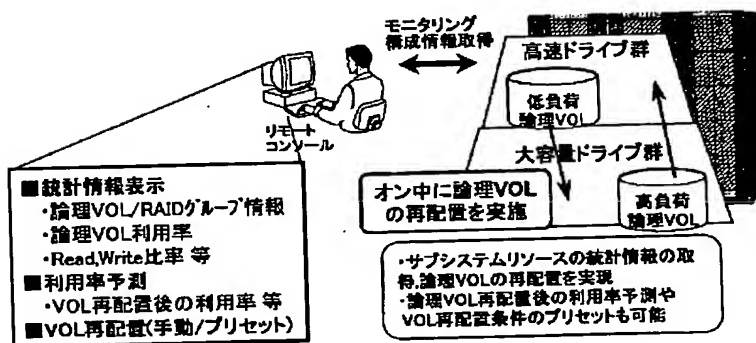 モニタリング
構成情報取得
高速ドライブ群
低負荷
論理VOL
リモート
コンソール
大容量ドライブ群
オン中に論理VOL
の再配置を実施
高負荷
論理VOL
■統計情報表示
・論理VOL/RAIDグループ情報
・論理VOL利用率
・Read,Write比率 等
■利用率予測
・VOL再配置後の利用率 等
■VOL再配置(手動/プリセット)
・サブシステムリソースの統計情報の取
得,論理VOLの再配置を実現
・論理VOL再配置後の利用率予測や
VOL再配置条件のプリセットも可能